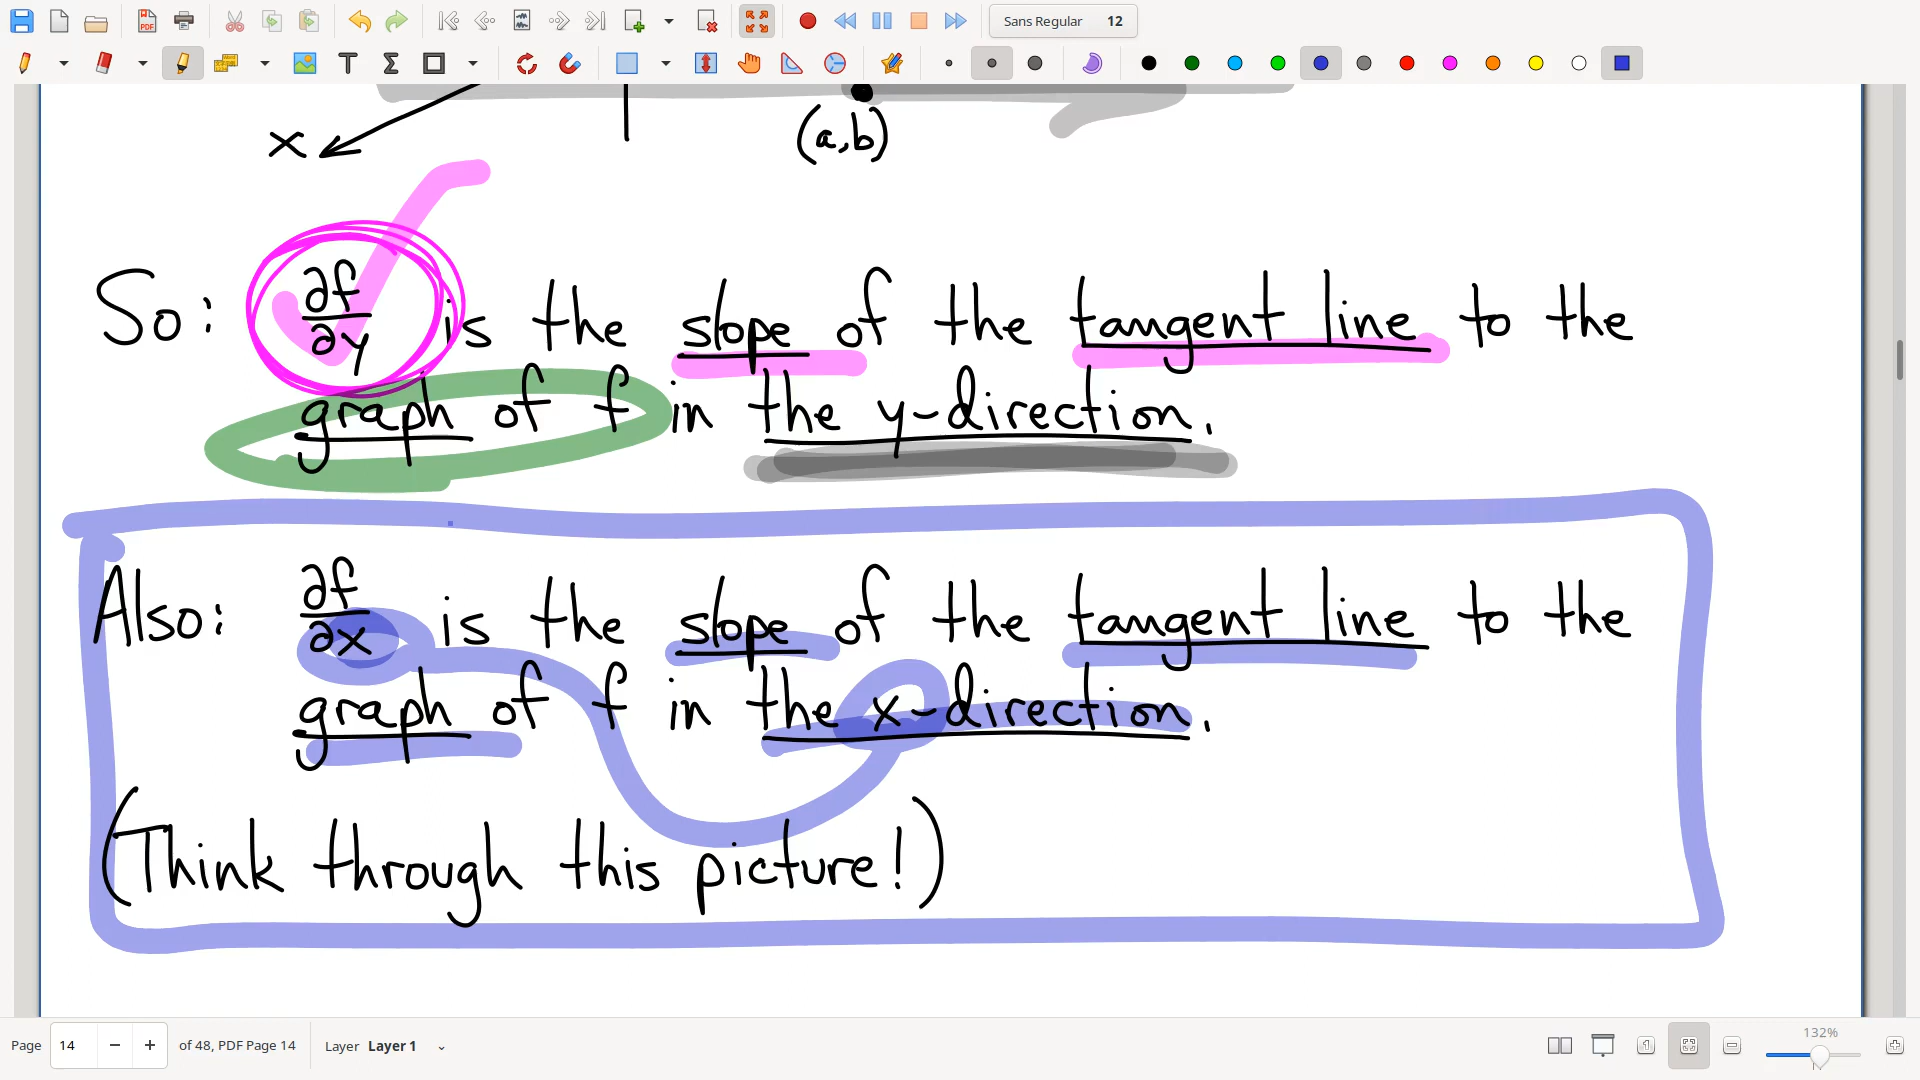 Sans Regular 12
x
(a,b)
So: ∂f/∂y is the slope of the tangent line to the
graph of f in the y-direction.
Also: ∂f/∂x is the slope of the tangent line to the
graph of f in the x-direction.
(Think through this picture!)
Page 14 of 48, PDF Page 14 Layer Layer 1 132%